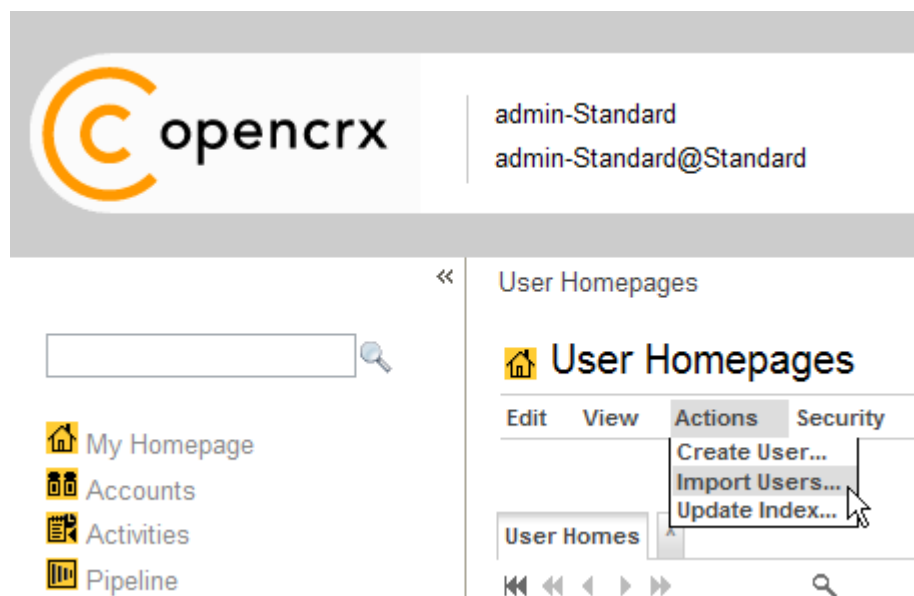 opencrx
admin-Standard
admin-Standard@Standard
User Homepages
User Homepages
Edit View Actions Security
Create User...
Import Users...
Update Index...
User Homes
My Homepage
Accounts
Activities
Pipeline